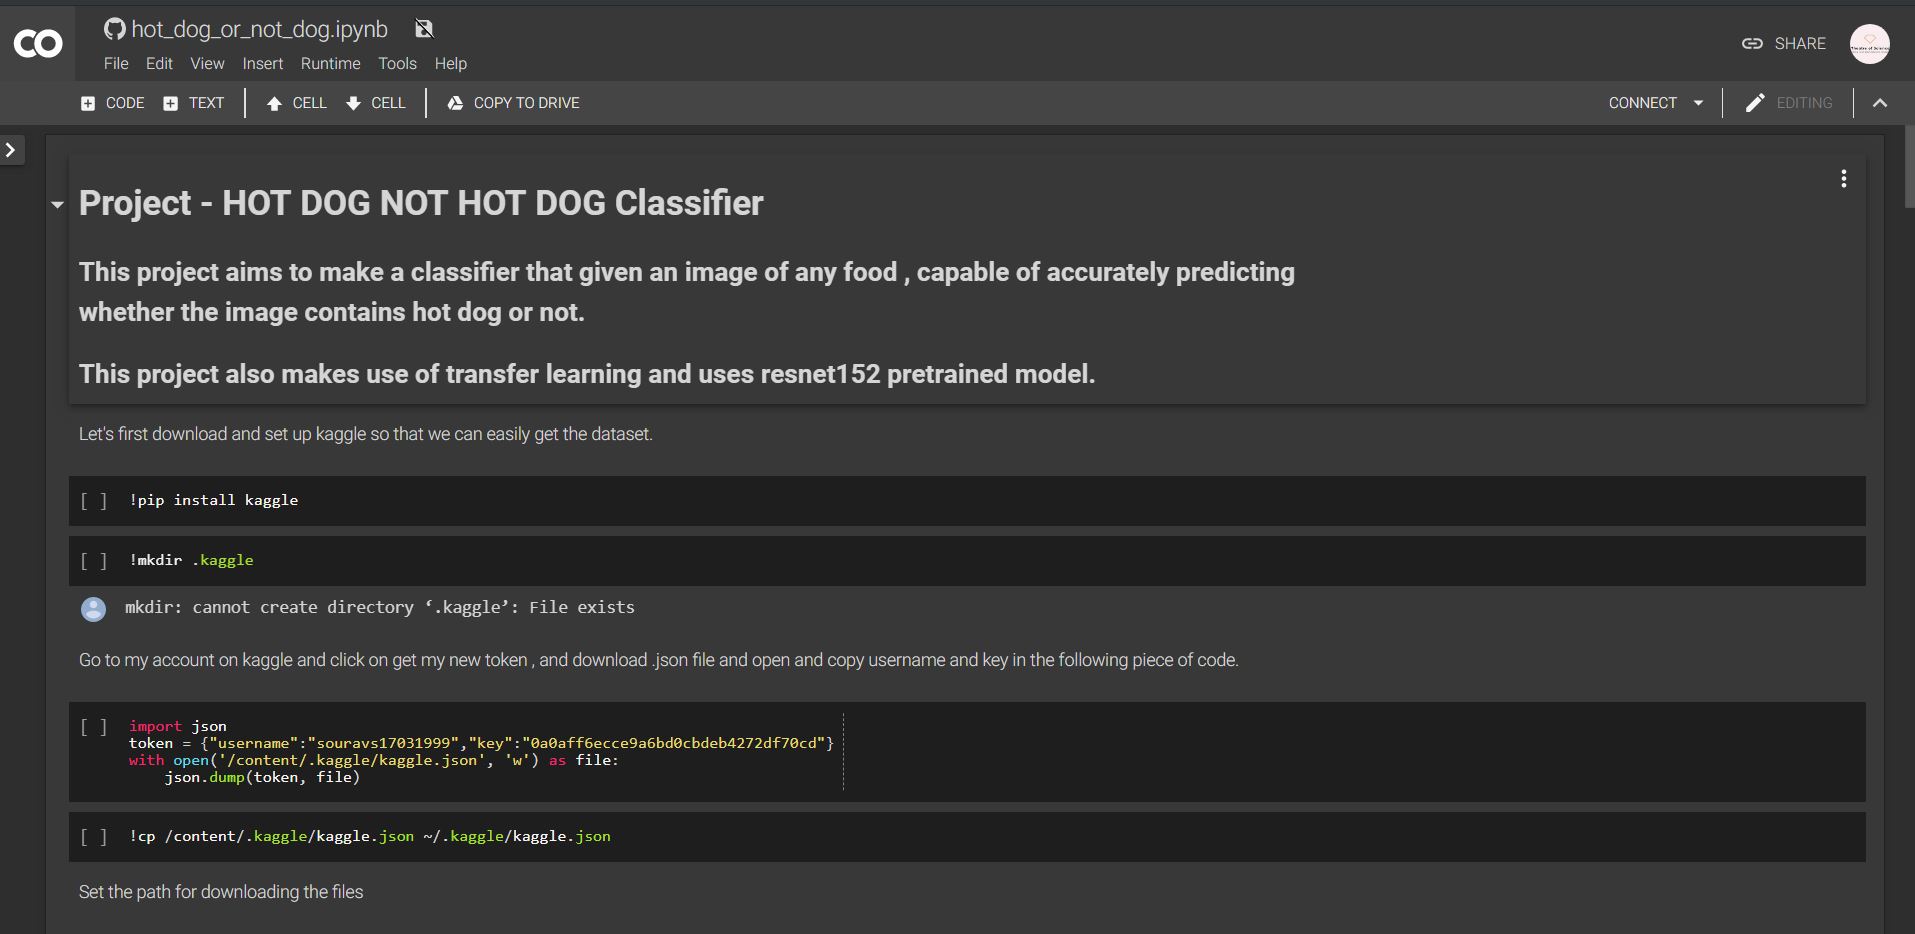 CO
hot_dog_or_not_dog.ipynb
File Edit View Insert Runtime Tools Help
SHARE
CODE TEXT CELL CELL COPY TO DRIVE
CONNECT EDITING
Project - HOT DOG NOT HOT DOG Classifier
This project aims to make a classifier that given an image of any food , capable of accurately predicting
whether the image contains hot dog or not.
This project also makes use of transfer learning and uses resnet152 pretrained model.
Let's first download and set up kaggle so that we can easily get the dataset.
[ ] !pip install kaggle
[ ] !mkdir .kaggle
mkdir: cannot create directory ‘.kaggle’: File exists
Go to my account on kaggle and click on get my new token , and download .json file and open and copy username and key in the following piece of code.
[ ] import json
token = {"username":"souravs17031999","key":"0a0aff6ecce9a6bd0cbdeb4272df70cd"}
with open('/content/.kaggle/kaggle.json', 'w') as file:
    json.dump(token, file)
[ ] !cp /content/.kaggle/kaggle.json ~/.kaggle/kaggle.json
Set the path for downloading the files